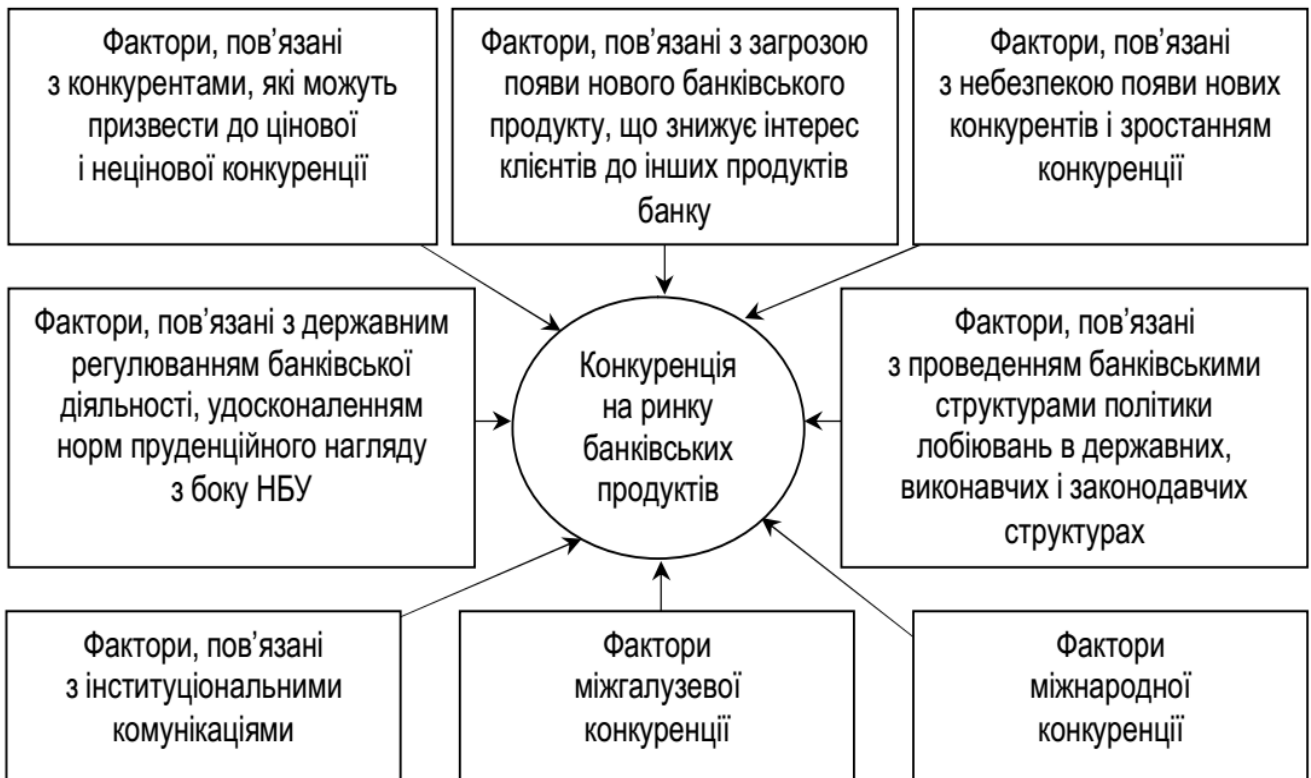 Фактори, пов’язані
з конкурентами, які можуть
призвести до цінової
і нецінової конкуренції
Фактори, пов’язані з загрозою
появи нового банківського
продукту, що знижує інтерес
клієнтів до інших продуктів
банку
Фактори, пов’язані
з небезпекою появи нових
конкурентів і зростанням
конкуренції
Фактори, пов’язані з державним
регулюванням банківської
діяльності, удосконаленням
норм пруденційного нагляду
з боку НБУ
Конкуренція
на ринку
банківських
продуктів
Фактори, пов’язані
з проведенням банківськими
структурами політики
лобіювань в державних,
виконавчих і законодавчих
структурах
Фактори, пов’язані
з інституціональними
комунікаціями
Фактори
міжгалузевої
конкуренції
Фактори
міжнародної
конкуренції